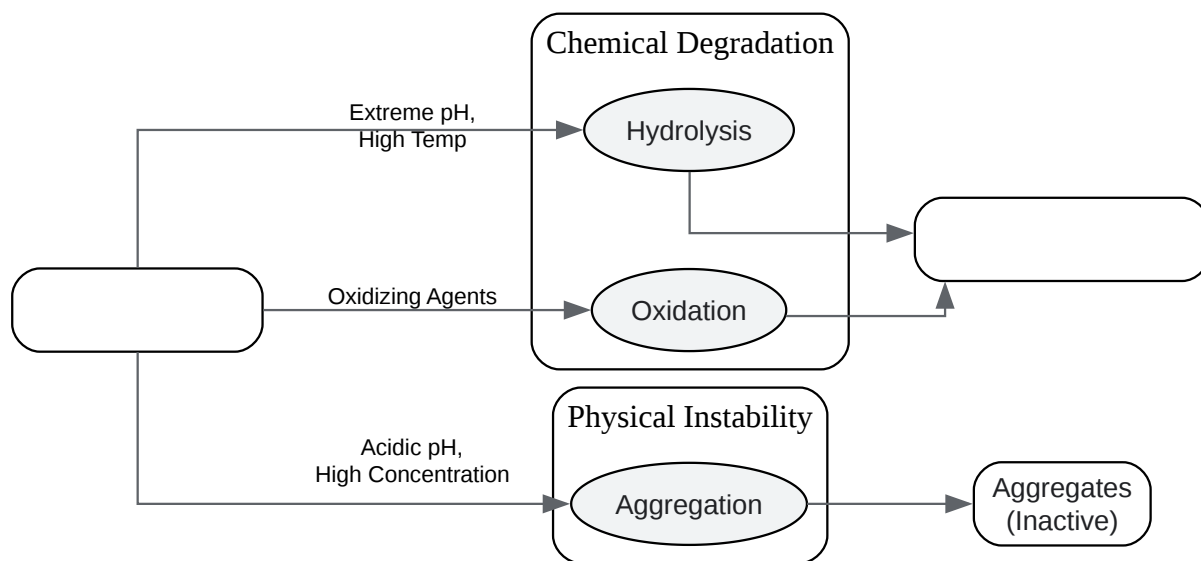 Chemical Degradation
Extreme pH,
High Temp
Hydrolysis
Oxidizing Agents
Oxidation
Physical Instability
Acidic pH,
High Concentration
Aggregation
Aggregates
(Inactive)